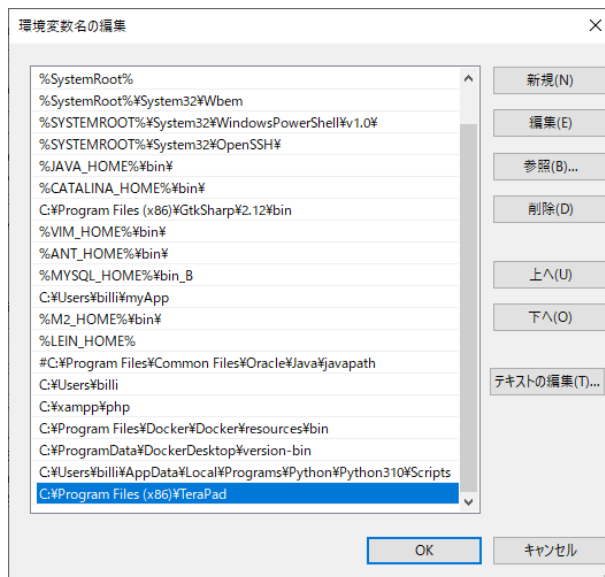 環境変数名の編集
%SystemRoot%
%SystemRoot%¥System32¥Wbem
%SYSTEMROOT%¥System32¥WindowsPowerShell¥v1.0¥
%SYSTEMROOT%¥System32¥OpenSSH¥
%JAVA_HOME%¥bin¥
%CATALINA_HOME%¥bin¥
C:¥Program Files (x86)¥GtkSharp¥2.12¥bin
%VIM_HOME%¥bin¥
%ANT_HOME%¥bin¥
%MYSQL_HOME%¥bin_B
C:¥Users¥billi¥myApp
%M2_HOME%¥bin¥
%LEIN_HOME%
#C:¥Program Files¥Common Files¥Oracle¥Java¥javapath
C:¥Users¥billi
C:¥xampp¥php
C:¥Program Files¥Docker¥Docker¥resources¥bin
C:¥ProgramData¥DockerDesktop¥version-bin
C:¥Users¥billi¥AppData¥Local¥Programs¥Python¥Python310¥Scripts
C:¥Program Files (x86)¥TeraPad
新規(N)
編集(E)
参照(B)...
削除(D)
上へ(U)
下へ(O)
テキストの編集(T)...
OK
キャンセル